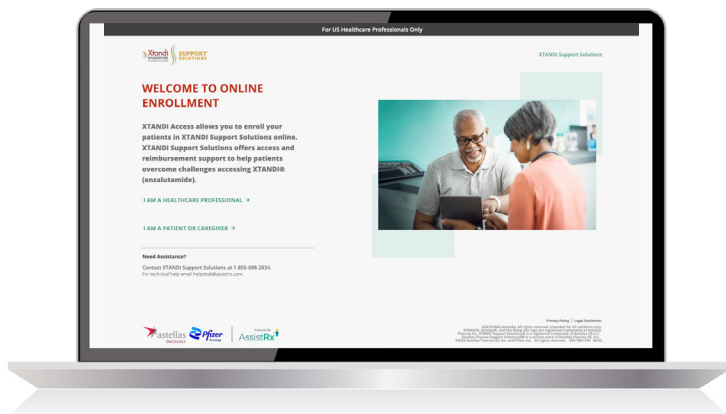 For US Healthcare Professionals Only
Xtandi
SUPPORT
SOLUTIONS
XTANDI Support Solutions
WELCOME TO ONLINE
ENROLLMENT
XTANDI Access allows you to enroll your
patients in XTANDI Support Solutions online.
XTANDI Support Solutions offers access and
reimbursement support to help patients
overcome challenges accessing XTANDI®
(enzalutamide).
I AM A HEALTHCARE PROFESSIONAL →
I AM A PATIENT OR CAREGIVER →
Need Assistance?
Contact XTANDI Support Solutions at 1-855-898-2634.
For technical help email helpdesk@assistrx.com.
Privacy Policy | Legal Disclaimer
astellas
ONCOLOGY
Pfizer
Oncology
Powered By
AssistRx